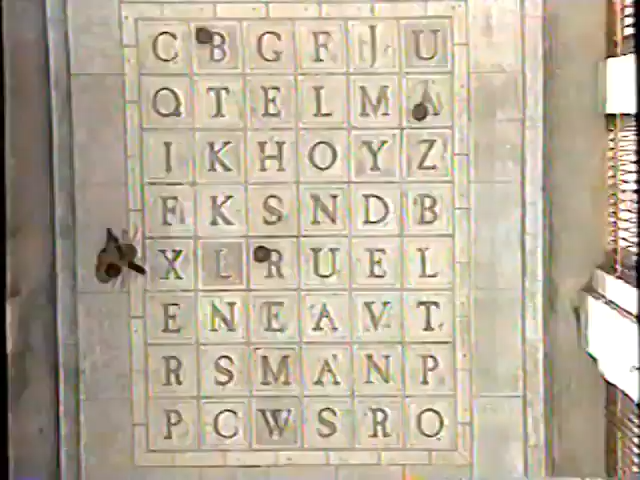 C B G F J U
Q T E L M A
I K H O Y Z
F K S N D B
X L R U E L
E N E A V T
R S M A N P
P C W S R O